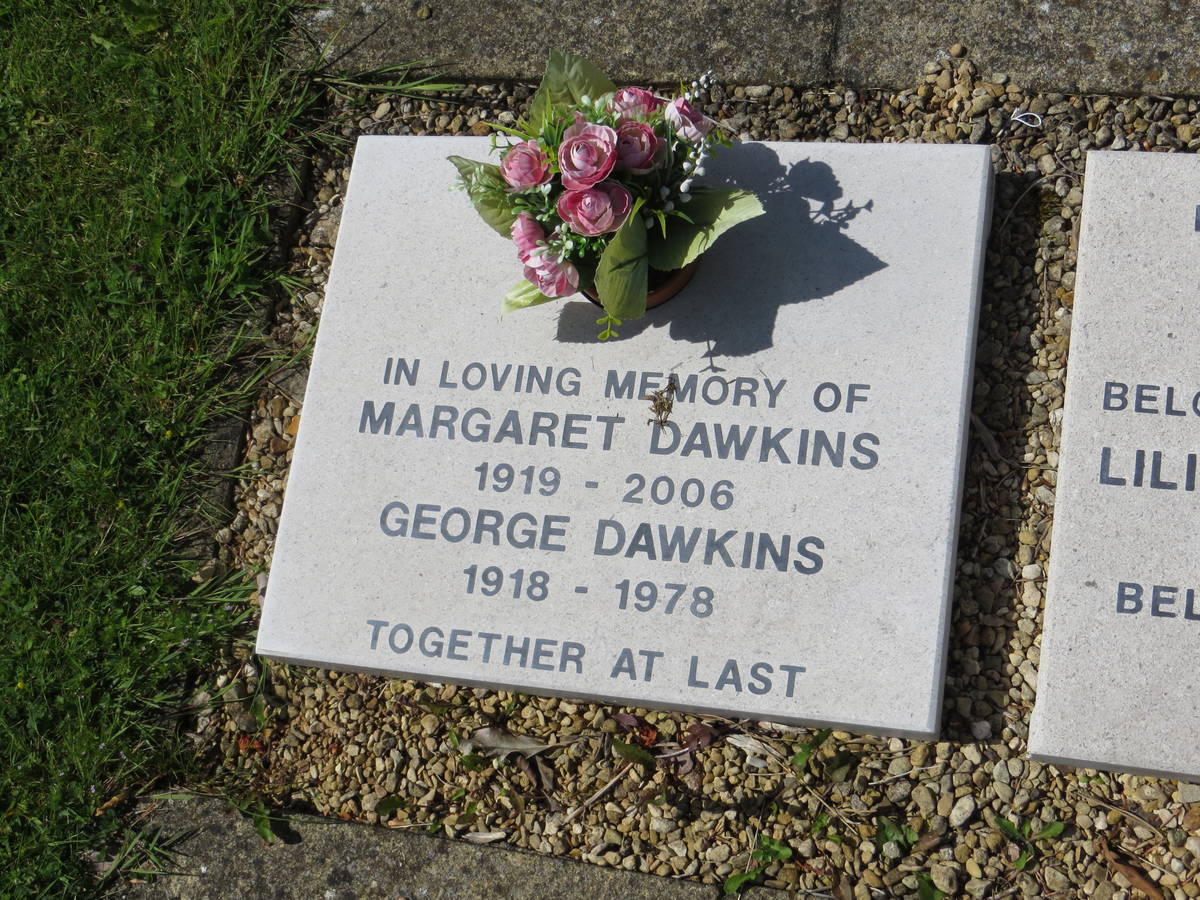 IN LOVING MEMORY OF
MARGARET DAWKINS
1919 - 2006
GEORGE DAWKINS
1918 - 1978
TOGETHER AT LAST